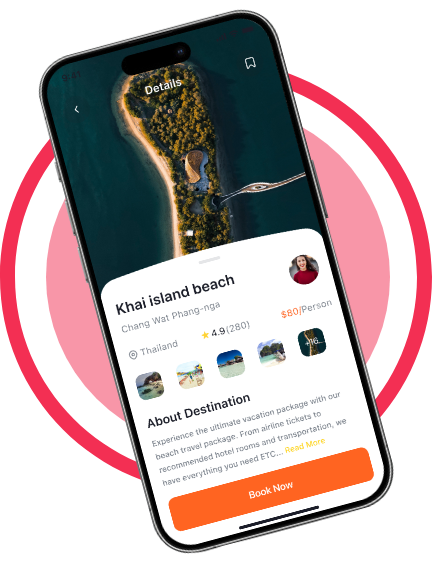 Details
Khai island beach
Chang Wat Phang-nga
Thailand
4.9(280)
$80/Person
+16
About Destination
Experience the ultimate vacation package with our
beach travel package. From airline tickets to
recommended hotel rooms and transportation, we
have everything you need ETC... Read More
Book Now